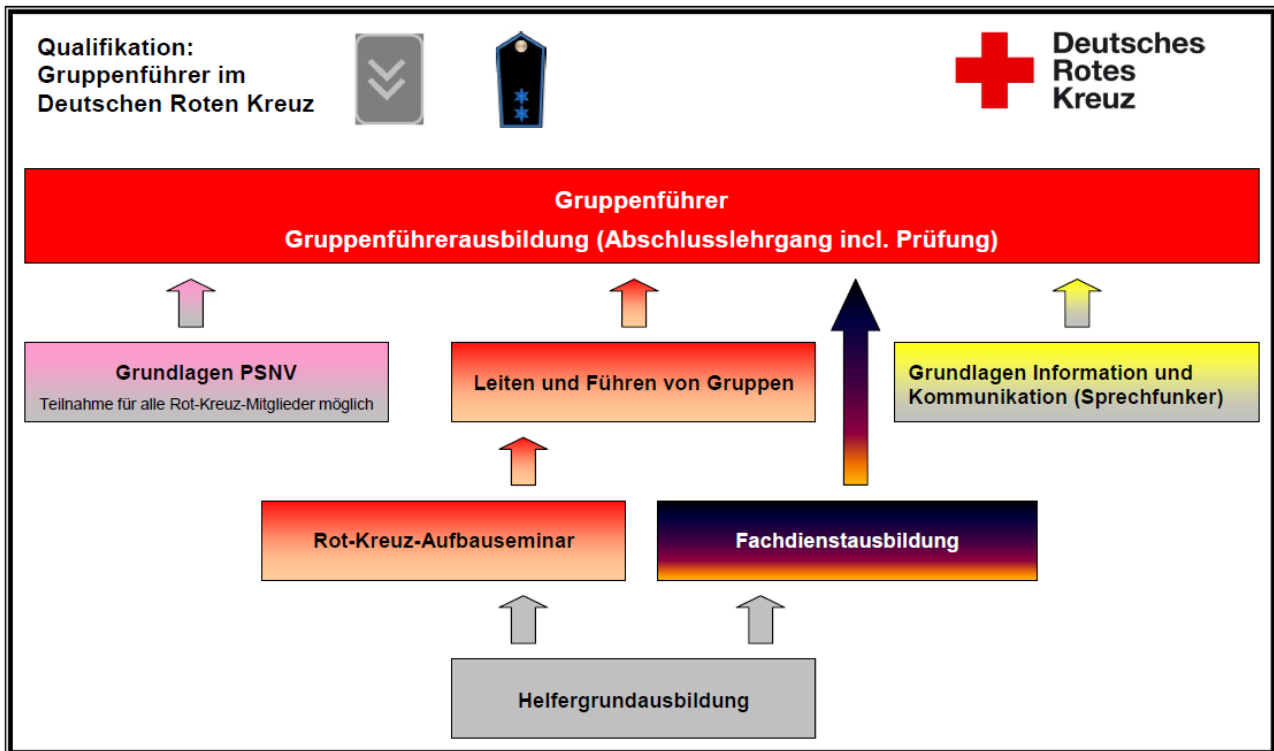 Qualifikation:
Gruppenführer im
Deutschen Roten Kreuz
Deutsches
Rotes
Kreuz
Gruppenführer
Gruppenführerausbildung (Abschlusslehrgang incl. Prüfung)
Grundlagen PSNV
Teilnahme für alle Rot-Kreuz-Mitglieder möglich
Leiten und Führen von Gruppen
Grundlagen Information und
Kommunikation (Sprechfunker)
Rot-Kreuz-Aufbauseminar
Fachdienstausbildung
Helfergrundausbildung